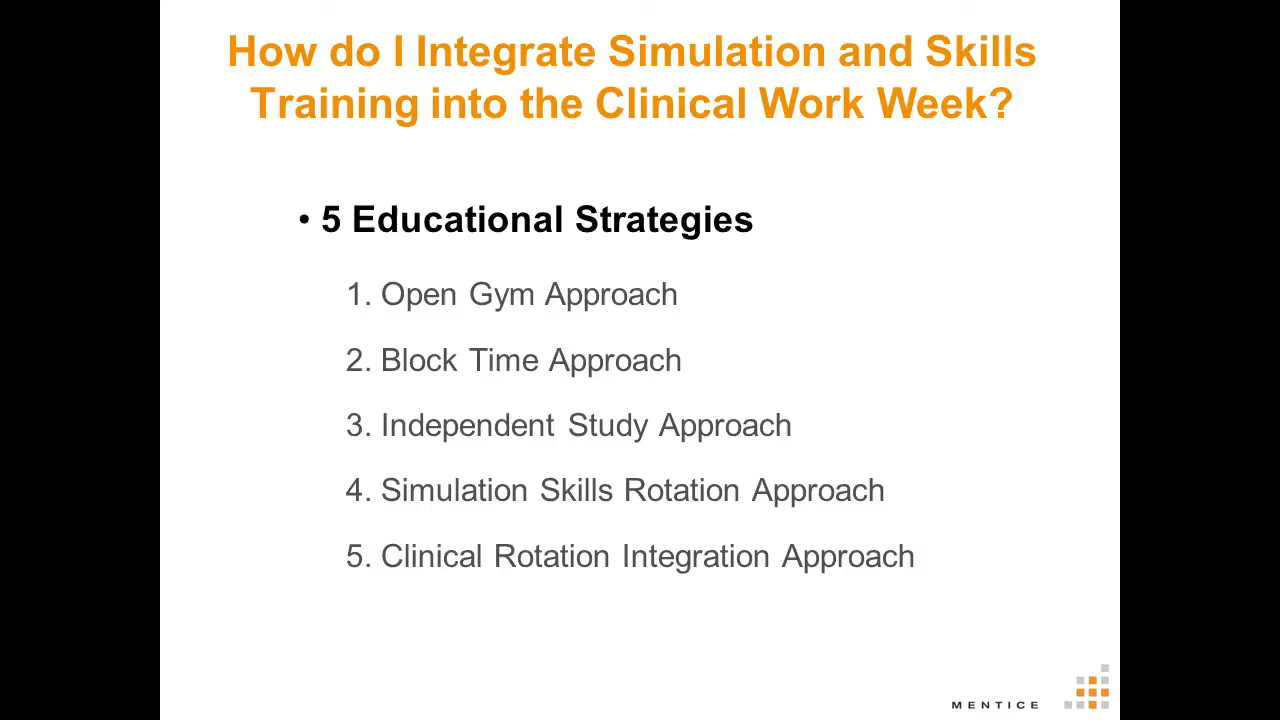 How do I Integrate Simulation and Skills
Training into the Clinical Work Week?
• 5 Educational Strategies
1. Open Gym Approach
2. Block Time Approach
3. Independent Study Approach
4. Simulation Skills Rotation Approach
5. Clinical Rotation Integration Approach
MENTICE